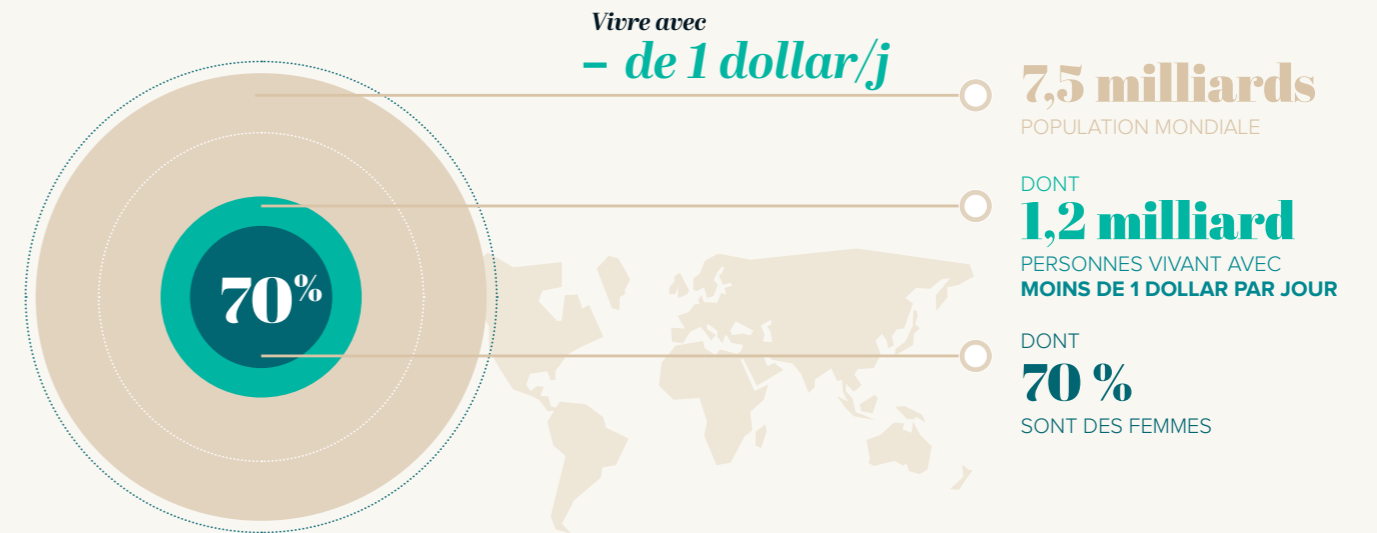 Vivre avec
– de 1 dollar/j
7,5 milliards
POPULATION MONDIALE
DONT
1,2 milliard
PERSONNES VIVANT AVEC
MOINS DE 1 DOLLAR PAR JOUR
70%
DONT
70 %
SONT DES FEMMES